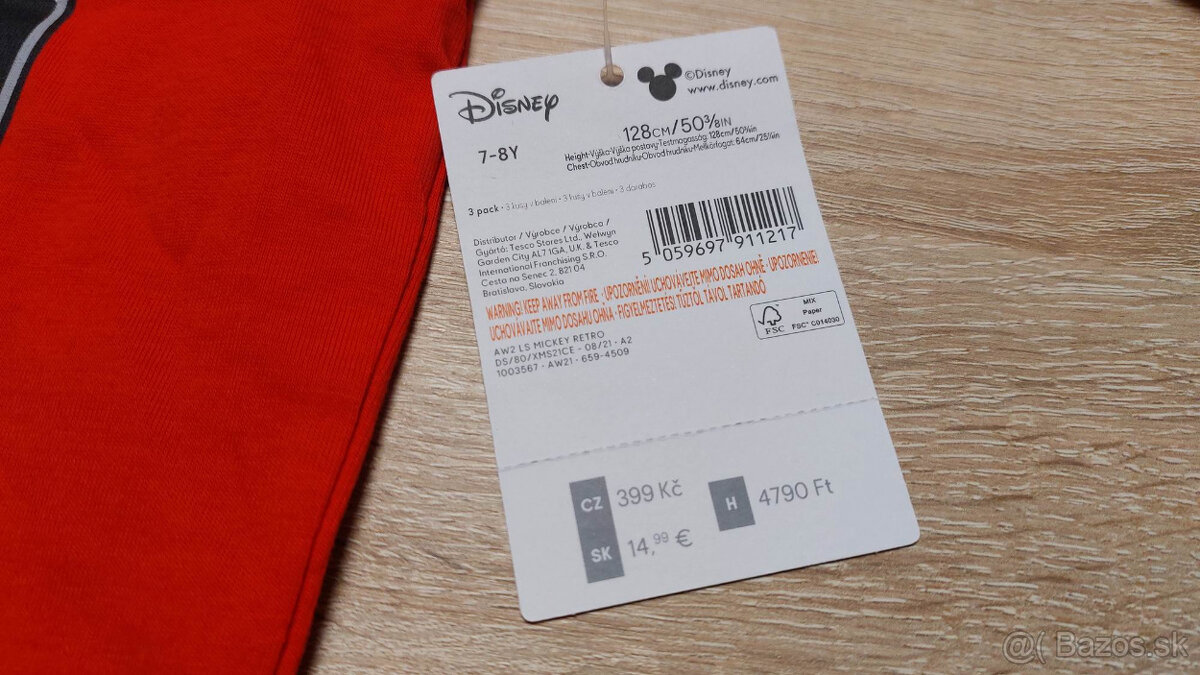 Disney
©Disney
www.disney.com
7-8Y
128CM/50⅜IN
Height•Výška•Výška postavy•Testmagasság: 128cm/50⅜in
Chest•Obvod hrudníku•Obvod hrudníku•Mellkórfogat: 64cm/25¼in
3 pack • 3 kusy v balení • 3 kusy v balení • 3 darabos
Distributor / Výrobce / Výrobca /
Gyártó: Tesco Stores Ltd., Welwyn
Garden City AL7 1GA, U.K. & Tesco
International Franchising S.R.O.
Cesta na Senec 2, 821 04
Bratislava, Slovakia
5 059697 911217
WARNING! KEEP AWAY FROM FIRE • UPOZORNĚNÍ! UCHOVÁVEJTE MIMO DOSAH OHNĚ • UPOZORNENIE!
UCHOVÁVAJTE MIMO DOSAHU OHŇA • FIGYELMEZTETÉS! TŰZTŐL TÁVOL TARTANDÓ
AW2 LS MICKEY RETRO
DS/80/XMS21CE - 08/21 - A2
1003567 - AW21 - 659-4509
FSC
MIX
Paper
FSC™ C014030
CZ 399 Kč
H 4790 Ft
SK 14,99 €
@( Bazos.sk